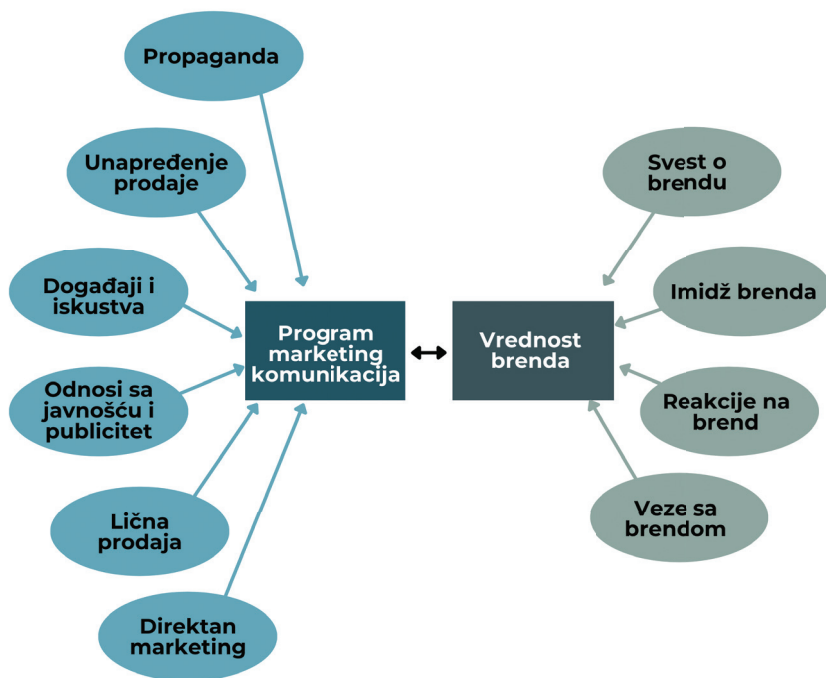 Propaganda
Unapređenje
prodaje
Događaji i
iskustva
Odnosi sa
javnošću i
publicitet
Lična
prodaja
Direktan
marketing
Program
marketing
komunikacija
Vrednost
brenda
Svest o
brendu
Imidž brenda
Reakcije na
brend
Veze sa
brendom